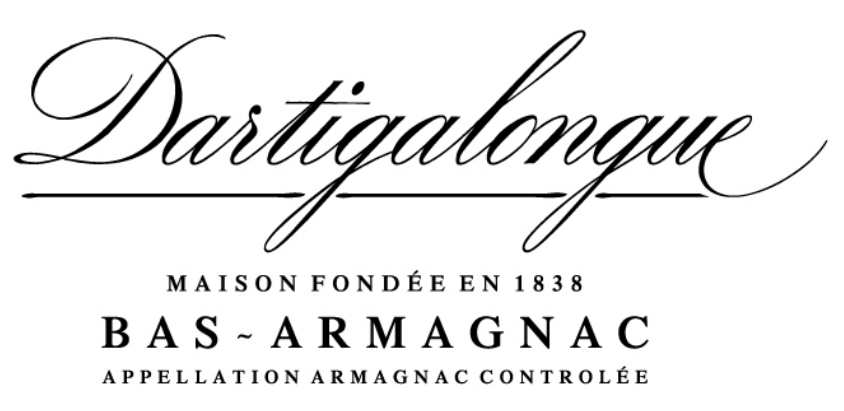 Dartigalongue
MAISON FONDÉE EN 1838
BAS~ARMAGNAC
APPELLATION ARMAGNAC CONTROLÉE